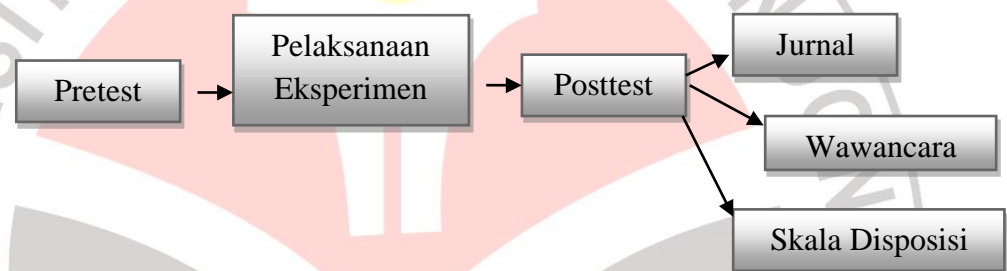 Pretest
Pelaksanaan
Eksperimen
Posttest
Jurnal
Wawancara
Skala Disposisi